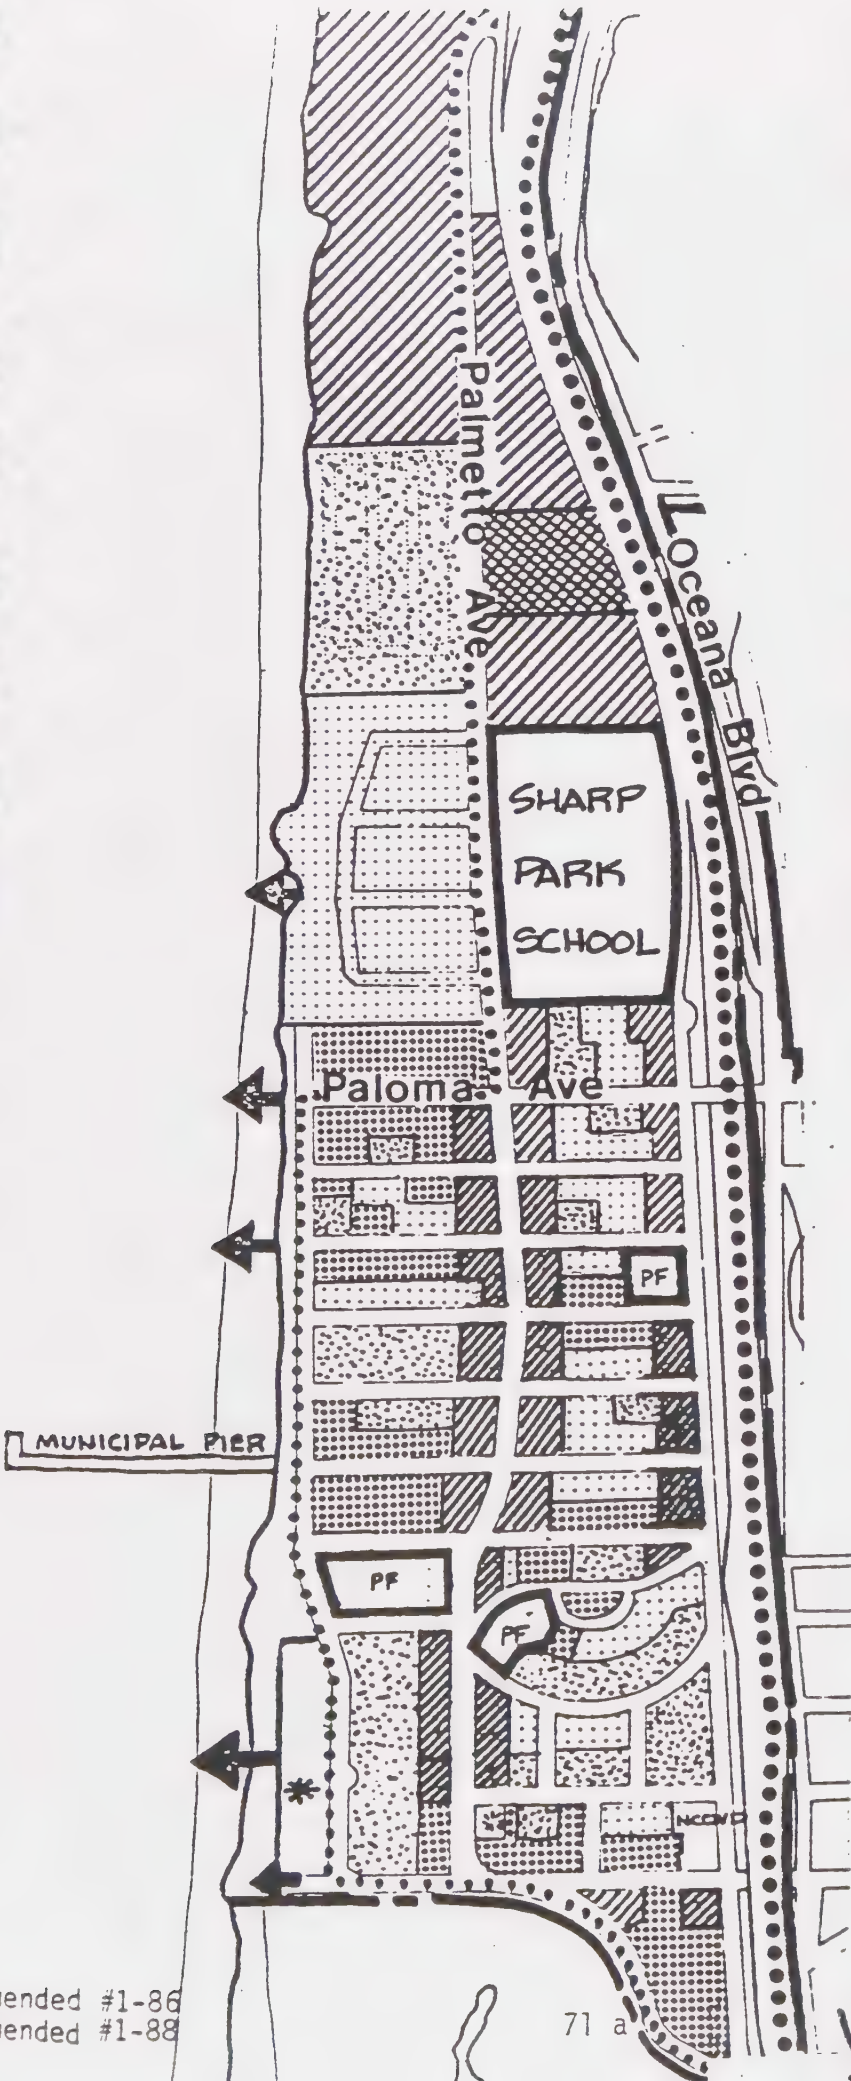 Palmetto Ave
Oceana Blvd
SHARP
PARK
SCHOOL
Paloma Ave
PF
MUNICIPAL PIER
PF
PF
ended #1-86
ended #1-88
71 a